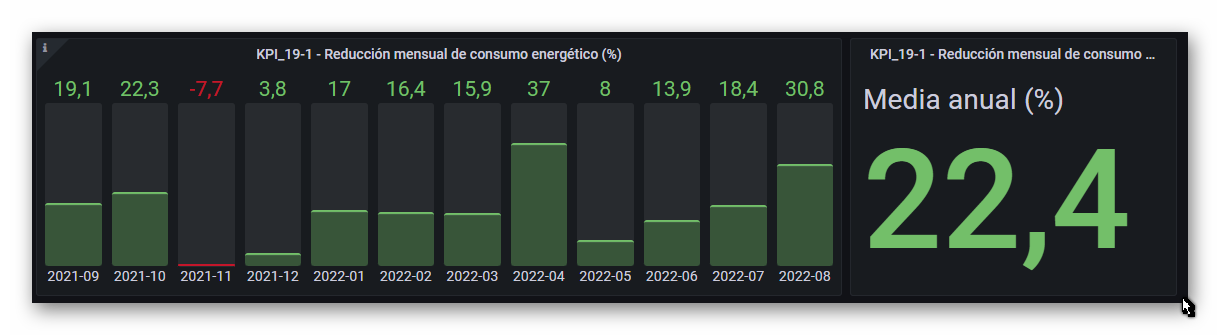 KPI_19-1 - Reducción mensual de consumo energético (%)
19,1 22,3 -7,7 3,8 17 16,4 15,9 37 8 13,9 18,4 30,8
2021-09 2021-10 2021-11 2021-12 2022-01 2022-02 2022-03 2022-04 2022-05 2022-06 2022-07 2022-08
KPI_19-1 - Reducción mensual de consumo ...
Media anual (%)
22,4